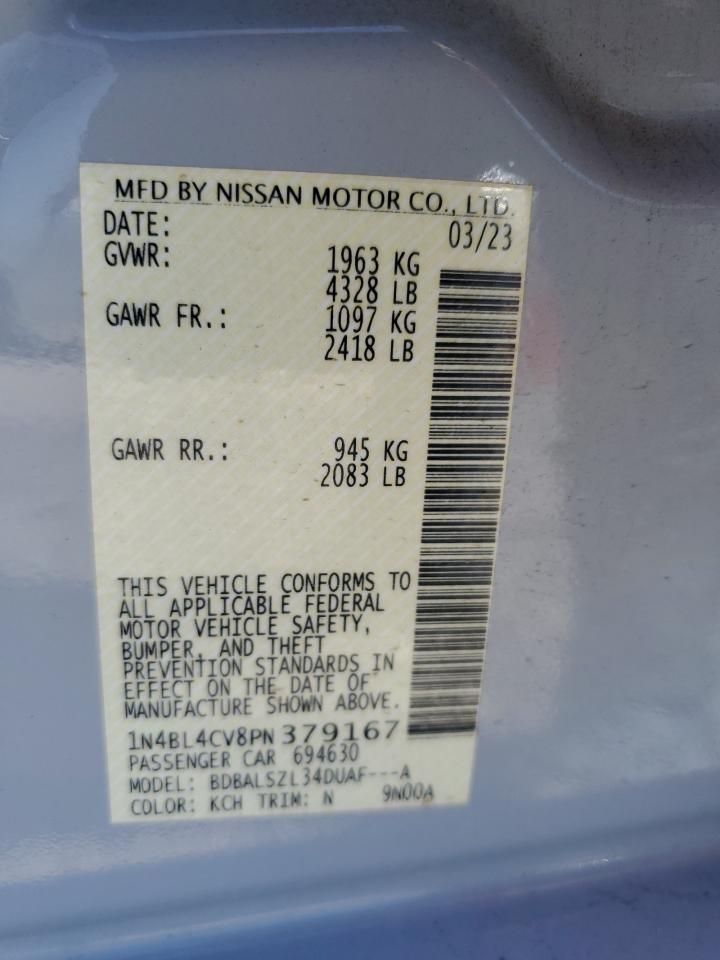 MFD BY NISSAN MOTOR CO., LTD.
DATE: 03/23
GVWR: 1963 KG
4328 LB
GAWR FR.: 1097 KG
2418 LB
GAWR RR.: 945 KG
2083 LB
THIS VEHICLE CONFORMS TO
ALL APPLICABLE FEDERAL
MOTOR VEHICLE SAFETY,
BUMPER, AND THEFT
PREVENTION STANDARDS IN
EFFECT ON THE DATE OF
MANUFACTURE SHOWN ABOVE.
1N4BL4CV8PN379167
PASSENGER CAR 694630
MODEL: BDBALSZL34DUAF---A
COLOR: KCH TRIM: N 9N00A